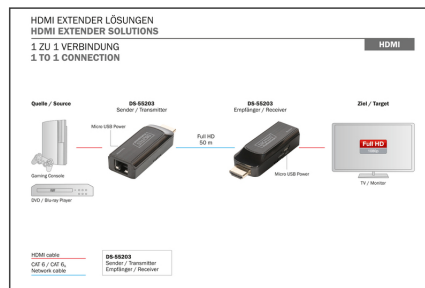 HDMI EXTENDER LÖSUNGEN
HDMI EXTENDER SOLUTIONS
1 ZU 1 VERBINDUNG
1 TO 1 CONNECTION
HDMI
Quelle / Source
DS-55203
Sender / Transmitter
DS-55203
Empfänger / Receiver
Ziel / Target
Micro USB Power
Full HD
50 m
Full HD
1080p
Gaming Console
Micro USB Power
TV / Monitor
DVD / Blu-ray Player
HDMI cable
CAT 6 / CAT 6A
Network cable
DS-55203
Sender / Transmitter
Empfänger / Receiver